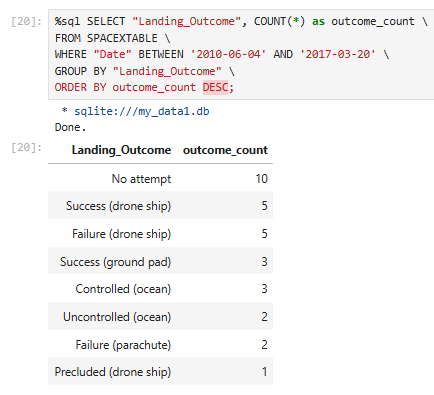 [20]: %sql SELECT "Landing_Outcome", COUNT(*) as outcome_count \
FROM SPACEXTABLE \
WHERE "Date" BETWEEN '2010-06-04' AND '2017-03-20' \
GROUP BY "Landing_Outcome" \
ORDER BY outcome_count DESC;
* sqlite:///my_data1.db
Done.
[20]: Landing_Outcome outcome_count
No attempt 10
Success (drone ship) 5
Failure (drone ship) 5
Success (ground pad) 3
Controlled (ocean) 3
Uncontrolled (ocean) 2
Failure (parachute) 2
Precluded (drone ship) 1